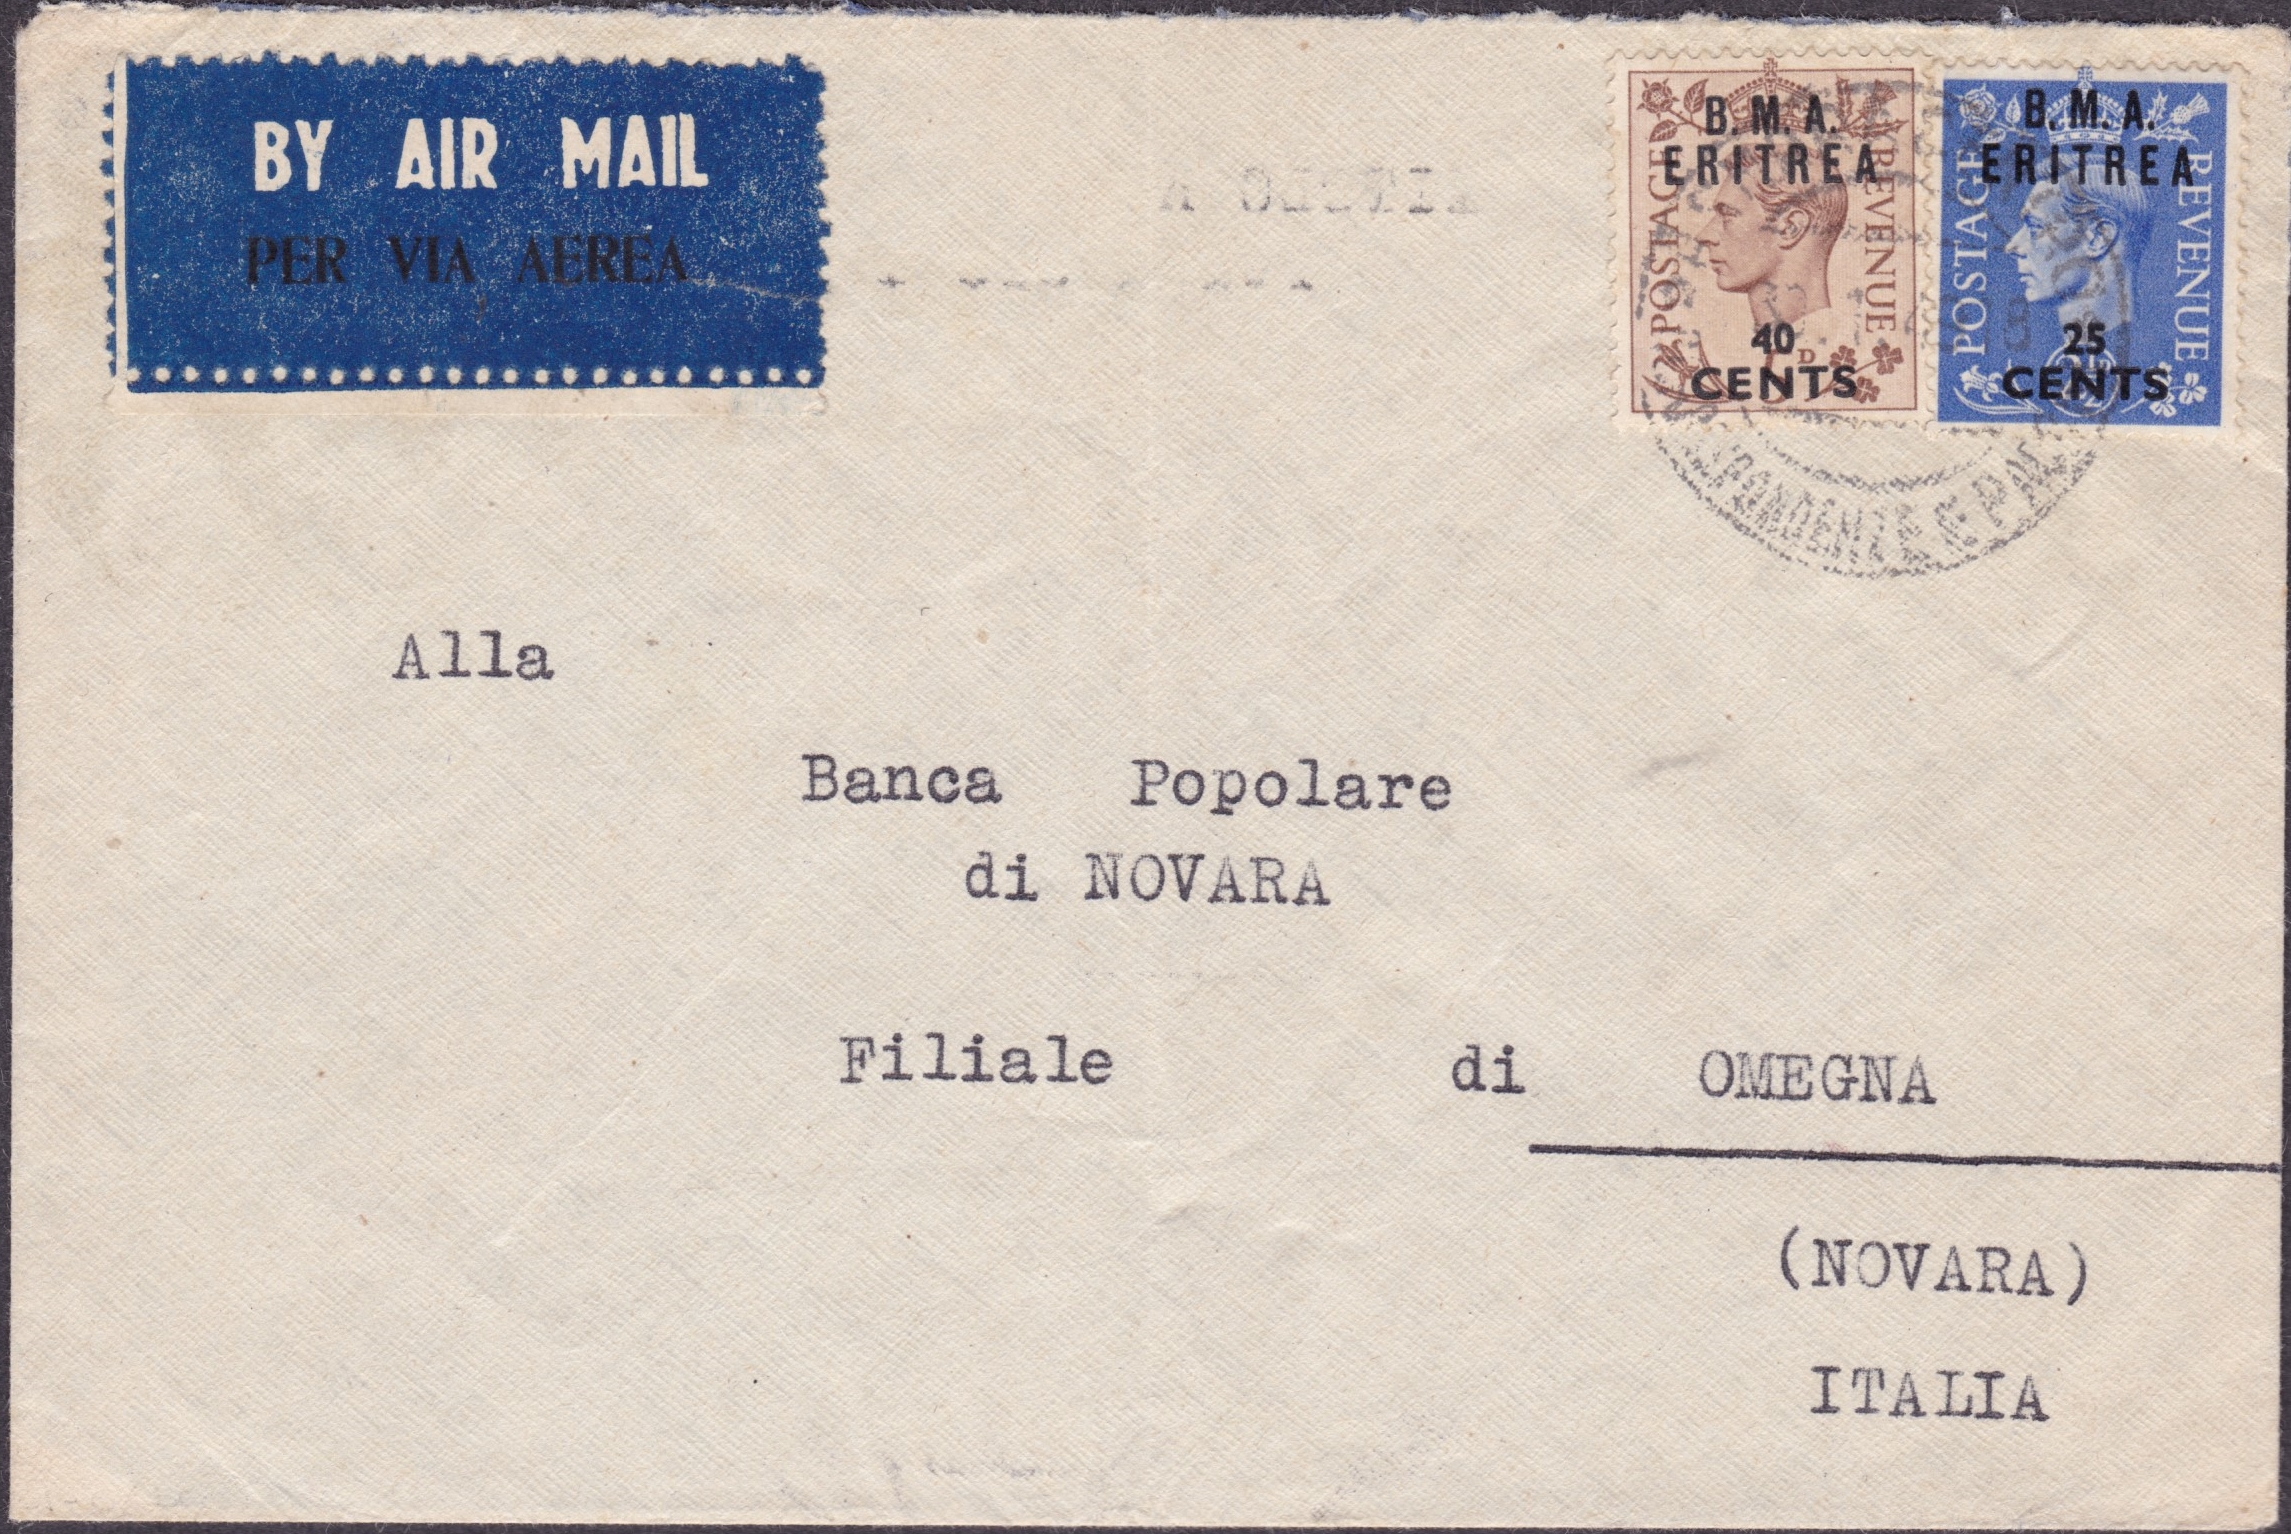 BY AIR MAIL
PER VIA AEREA
B.M.A.
ERITREA
POSTAGE
REVENUE
40
CENTS
B.M.A.
ERITREA
POSTAGE
REVENUE
25
CENTS
Alla
Banca Popolare
di NOVARA
Filiale di OMEGNA
(NOVARA)
ITALIA